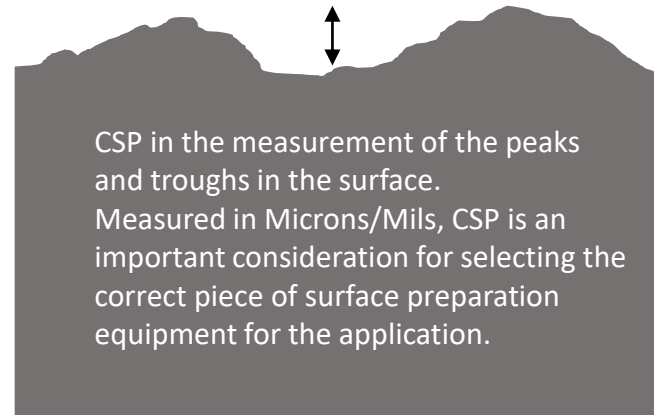 CSP in the measurement of the peaks
and troughs in the surface.
Measured in Microns/Mils, CSP is an
important consideration for selecting the
correct piece of surface preparation
equipment for the application.